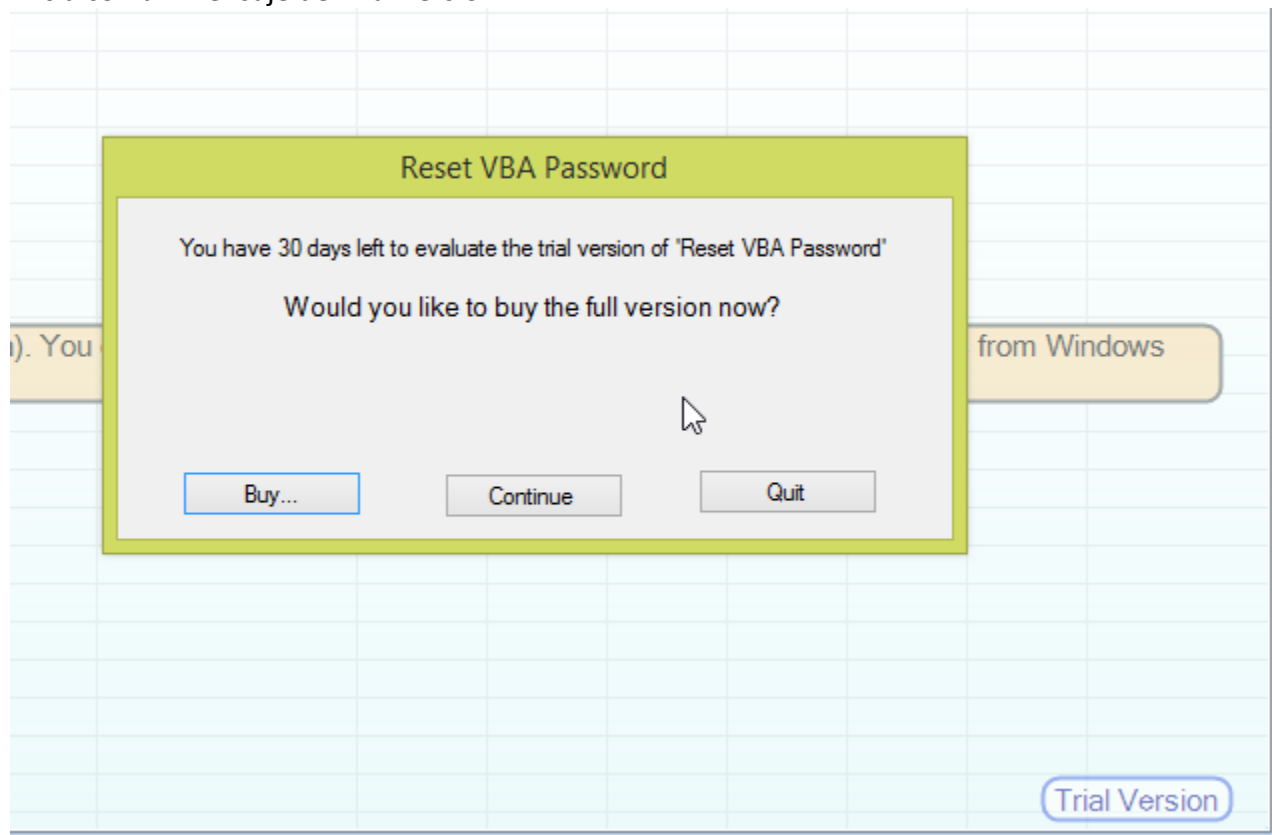 Reset VBA Password
You have 30 days left to evaluate the trial version of 'Reset VBA Password'
Would you like to buy the full version now?
). You
from Windows
Buy...
Continue
Quit
Trial Version